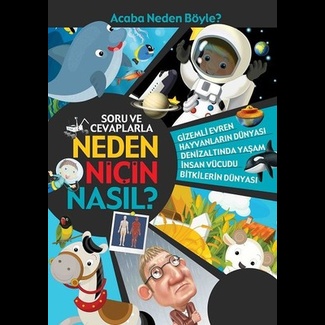 Acaba Neden Böyle?
SORU VE
CEVAPLARLA
NEDEN
NİÇİN
NASIL?
GİZEMLİ EVREN
HAYVANLARIN DÜNYASI
DENİZALTINDA YAŞAM
İNSAN VÜCUDU
BİTKİLERİN DÜNYASI